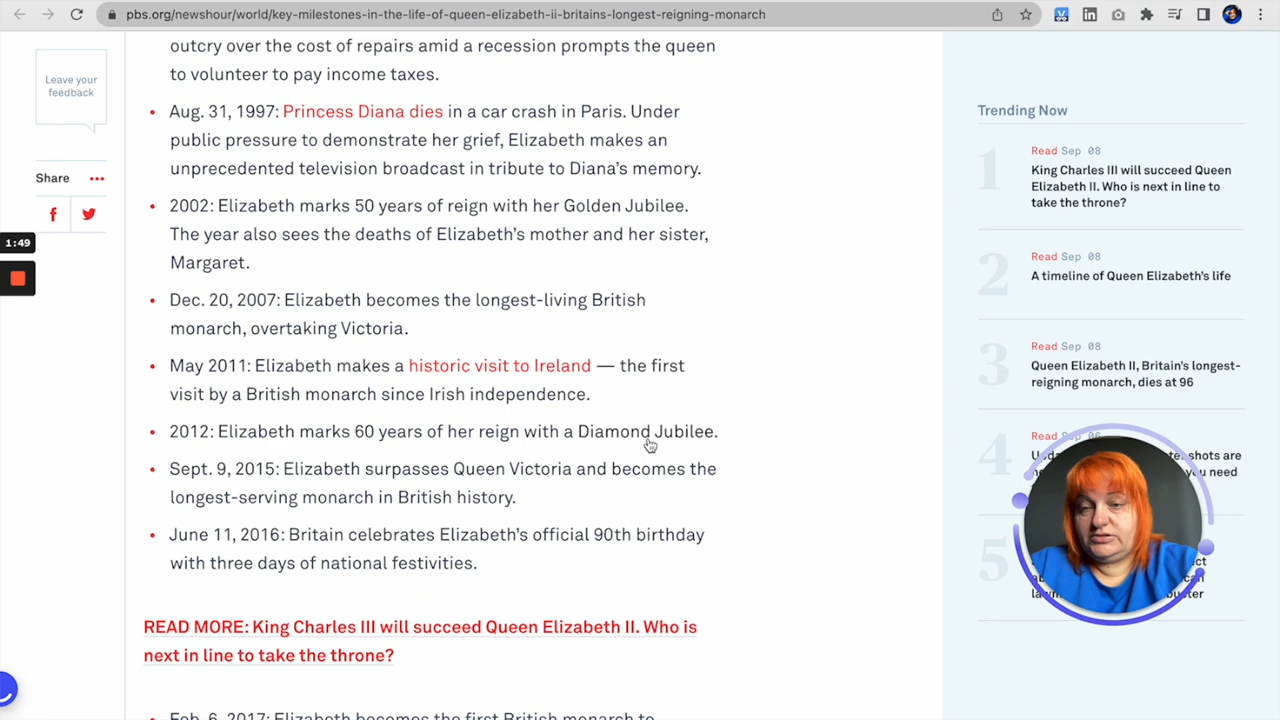 pbs.org/newshour/world/key-milestones-in-the-life-of-queen-elizabeth-ii-britains-longest-reigning-monarch
Leave your
feedback
Share
1:49
outcry over the cost of repairs amid a recession prompts the queen
to volunteer to pay income taxes.
• Aug. 31, 1997: Princess Diana dies in a car crash in Paris. Under
public pressure to demonstrate her grief, Elizabeth makes an
unprecedented television broadcast in tribute to Diana's memory.
• 2002: Elizabeth marks 50 years of reign with her Golden Jubilee.
The year also sees the deaths of Elizabeth's mother and her sister,
Margaret.
• Dec. 20, 2007: Elizabeth becomes the longest-living British
monarch, overtaking Victoria.
• May 2011: Elizabeth makes a historic visit to Ireland — the first
visit by a British monarch since Irish independence.
• 2012: Elizabeth marks 60 years of her reign with a Diamond Jubilee.
• Sept. 9, 2015: Elizabeth surpasses Queen Victoria and becomes the
longest-serving monarch in British history.
• June 11, 2016: Britain celebrates Elizabeth's official 90th birthday
with three days of national festivities.
READ MORE: King Charles III will succeed Queen Elizabeth II. Who is
next in line to take the throne?
• Feb. 6, 2017: Elizabeth becomes the first British monarch to
Trending Now
1
Read Sep 08
King Charles III will succeed Queen
Elizabeth II. Who is next in line to
take the throne?
2
Read Sep 08
A timeline of Queen Elizabeth's life
3
Read Sep 08
Queen Elizabeth II, Britain's longest-
reigning monarch, dies at 96
4
Read Sep
shots are
you need
5